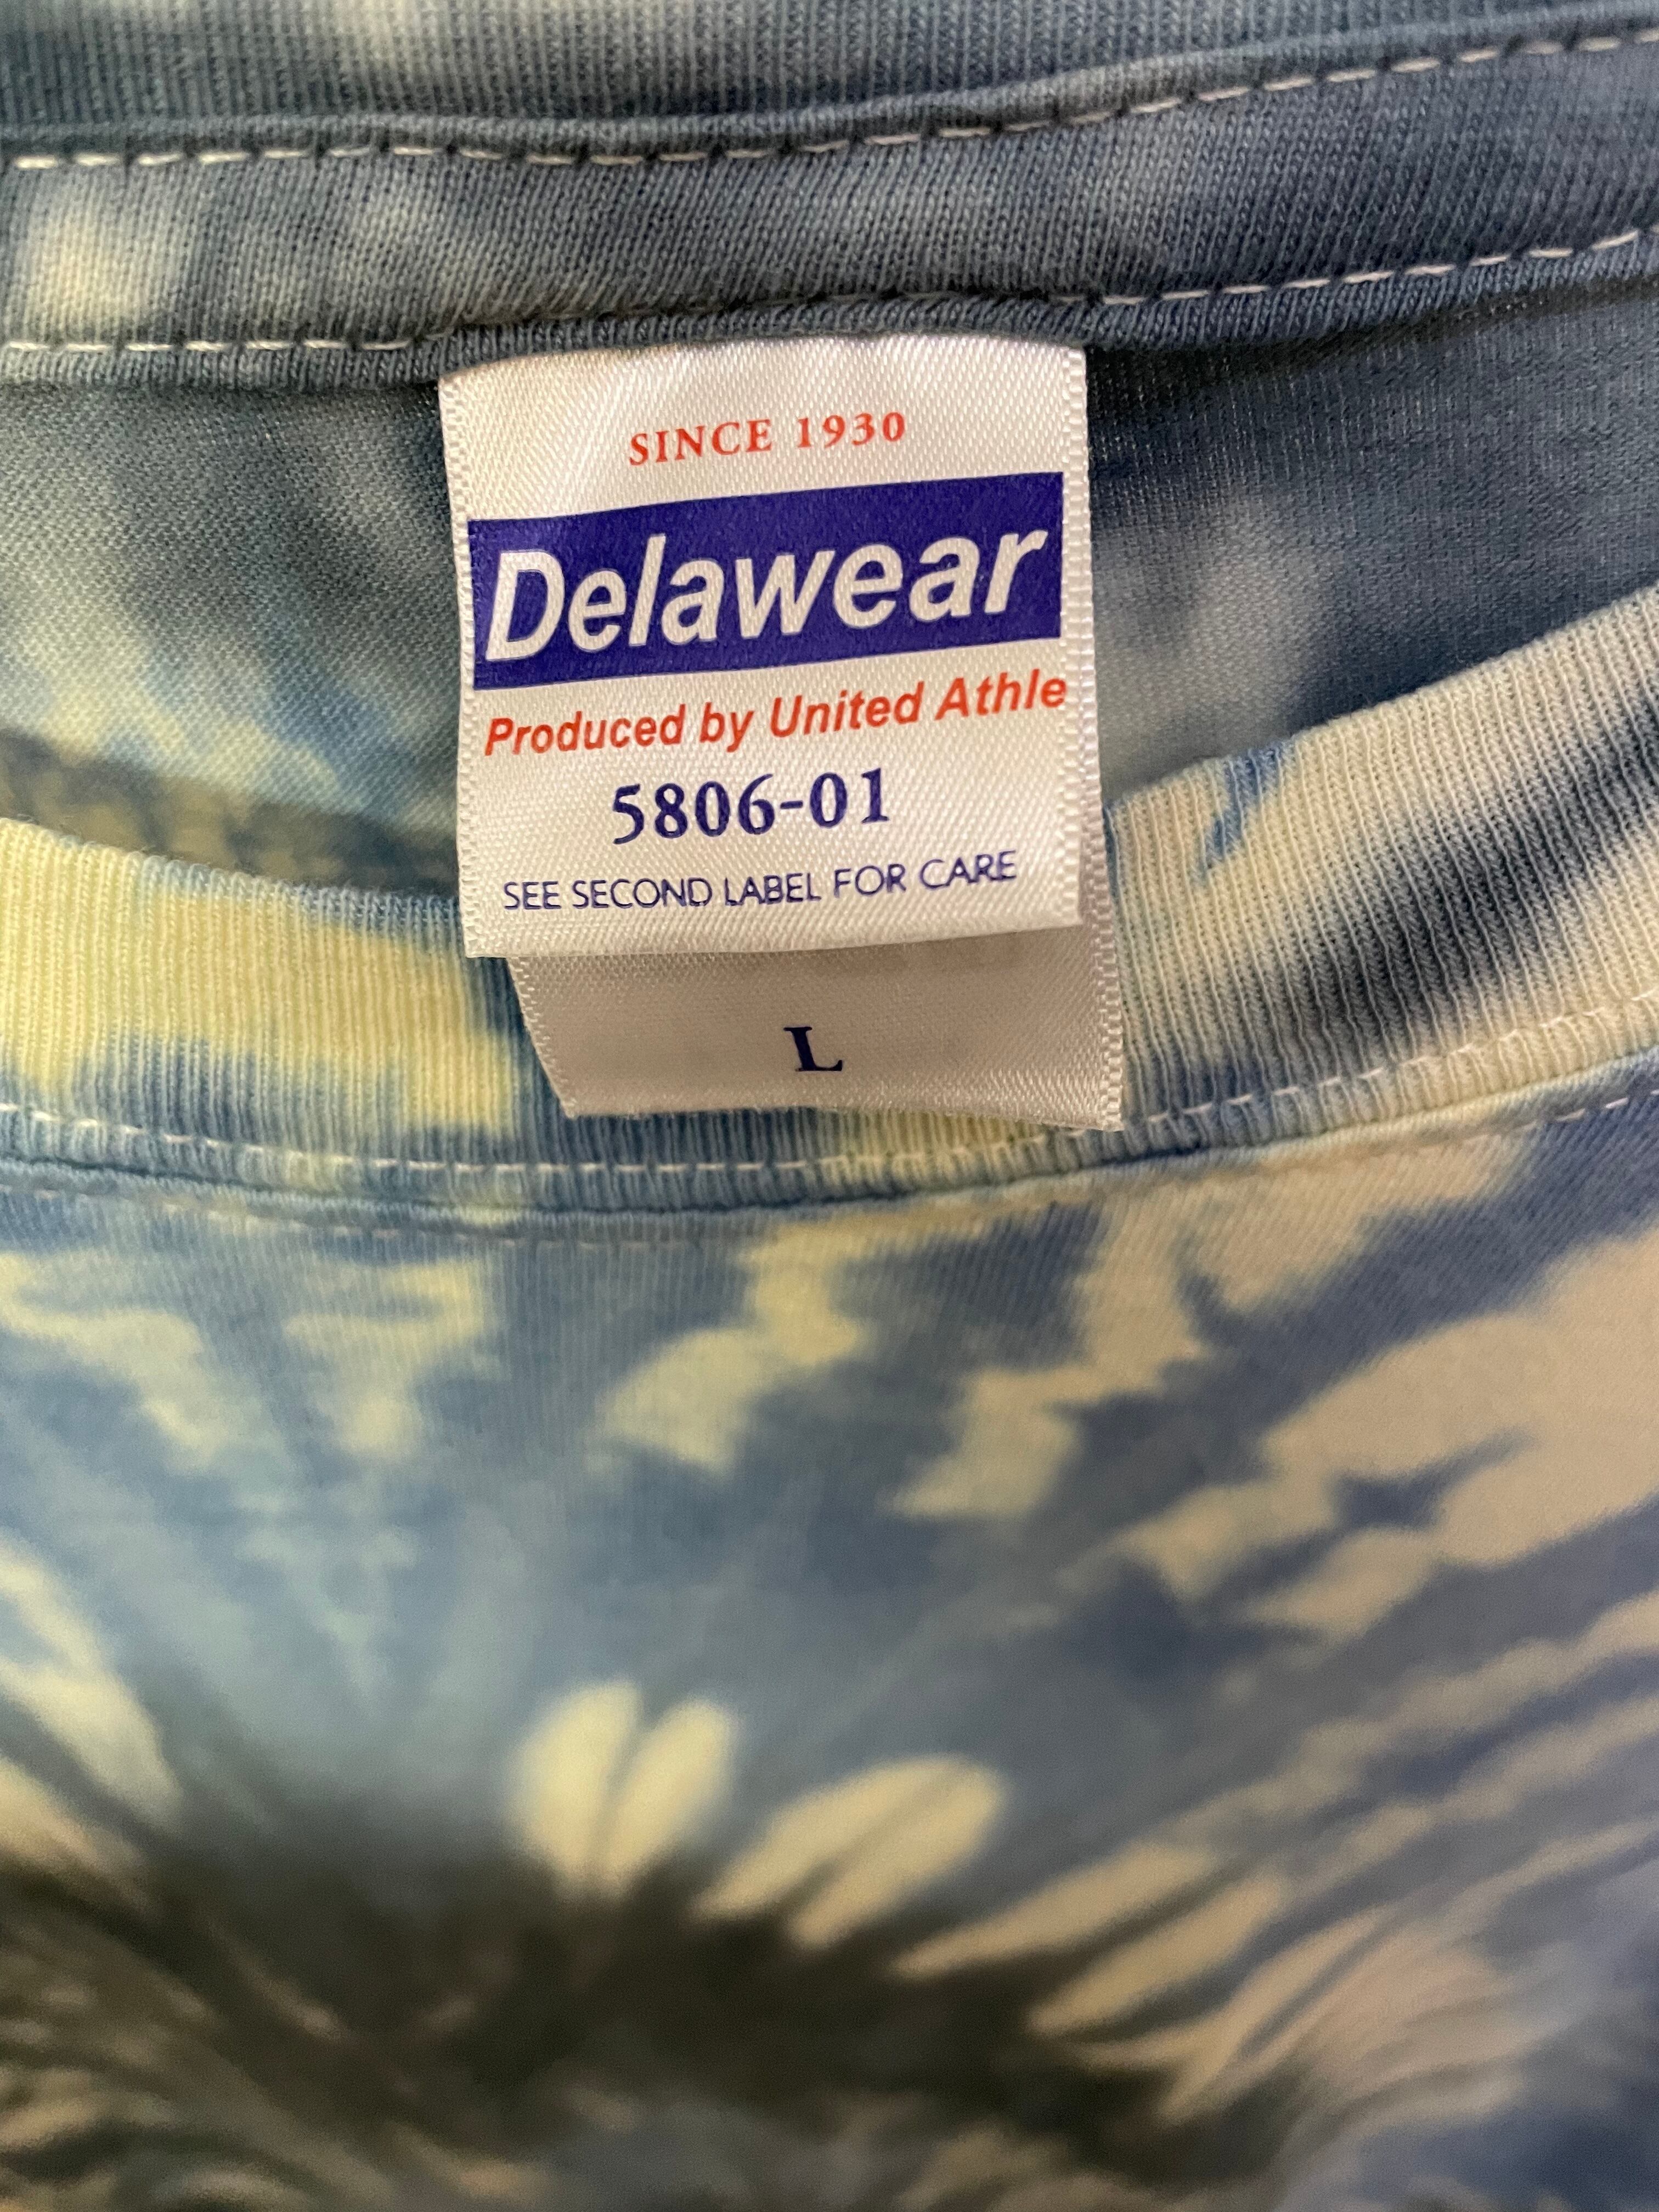 SINCE 1930
Delawear
Produced by United Athle
5806-01
SEE SECOND LABEL FOR CARE
L